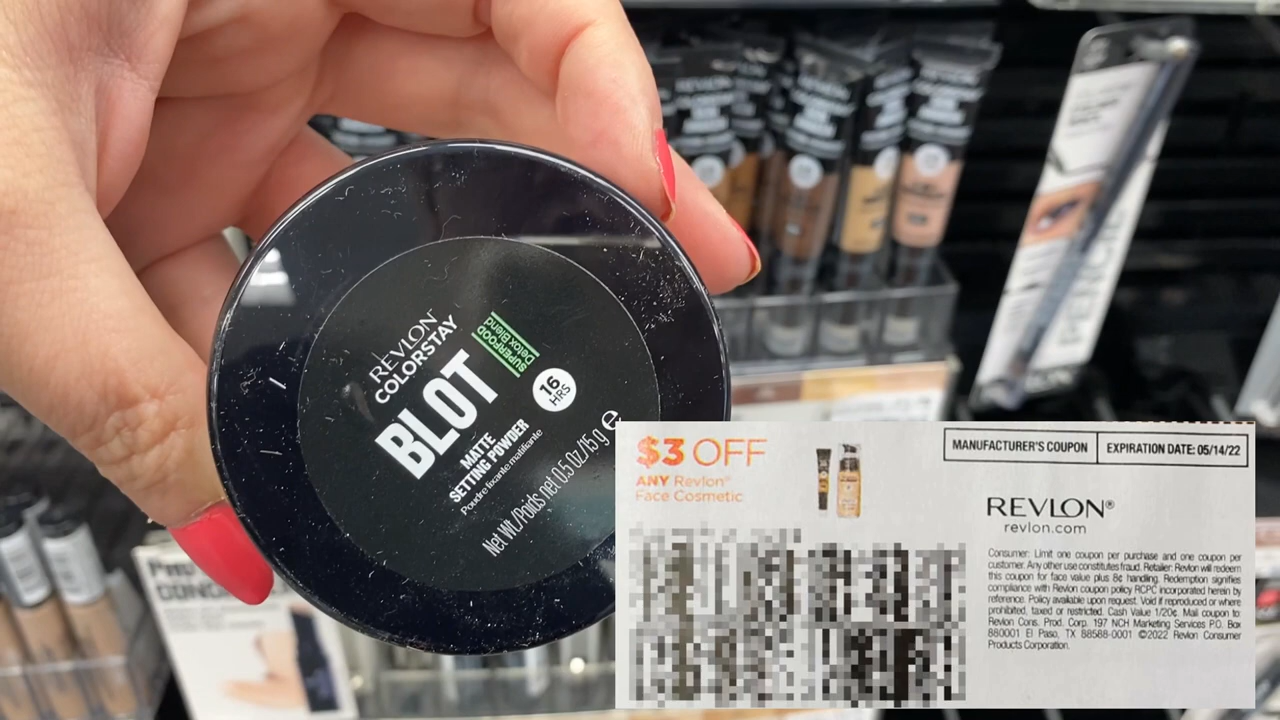 REVLON
COLORSTAY
BLOT
SUPERFOOD
Detox Blend
16
HRS
MATTE
SETTING POWDER
Poudre fixante matifiante
Net Wt./Poids net 0.5 Oz/15 g e
REVLON
$3 OFF
ANY Revlon®
Face Cosmetic
MANUFACTURER'S COUPON
EXPIRATION DATE: 05/14/22
REVLON®
revlon.com
Consumer: Limit one coupon per purchase and one coupon per
customer. Any other use constitutes fraud. Retailer: Revlon will redeem
this coupon for face value plus 8¢ handling. Redemption signifies
compliance with Revlon coupon policy RCPC incorporated herein by
reference. Policy available upon request. Void if reproduced or where
prohibited, taxed or restricted. Cash Value 1/20¢. Mail coupon to:
Revlon Cons. Prod. Corp. 197 NCH Marketing Services P.O. Box
880001 El Paso, TX 88588-0001 ©2022 Revlon Consumer
Products Corporation.